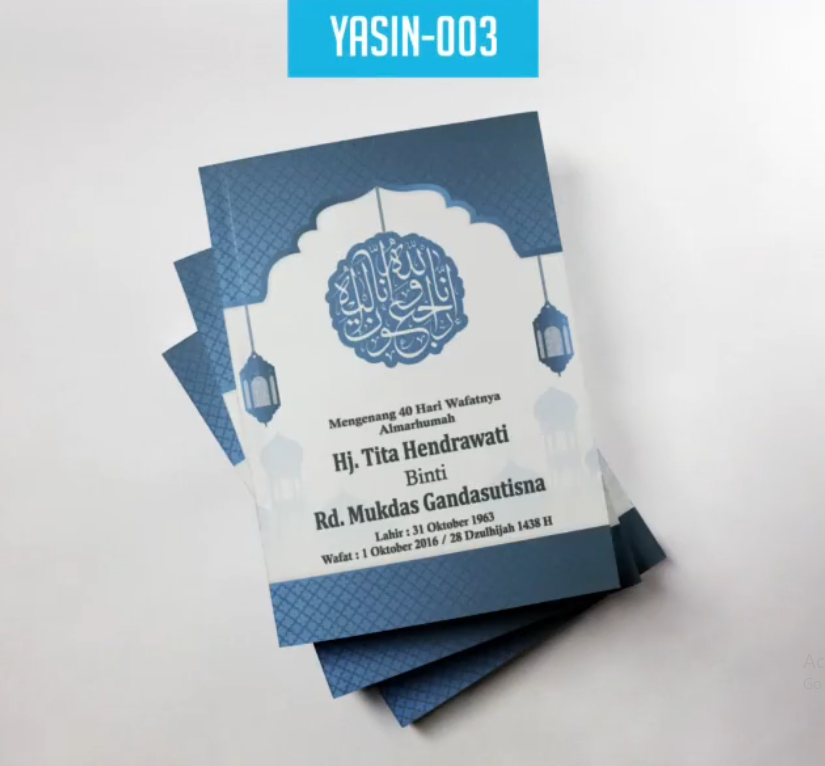 YASIN-003
إنا لله وإنا إليه راجعون
Mengenang 40 Hari Wafatnya
Almarhumah
Hj. Tita Hendrawati
Binti
Rd. Mukdas Gandasutisna
Lahir : 31 Oktober 1963
Wafat : 1 Oktober 2016 / 28 Dzulhijah 1438 H